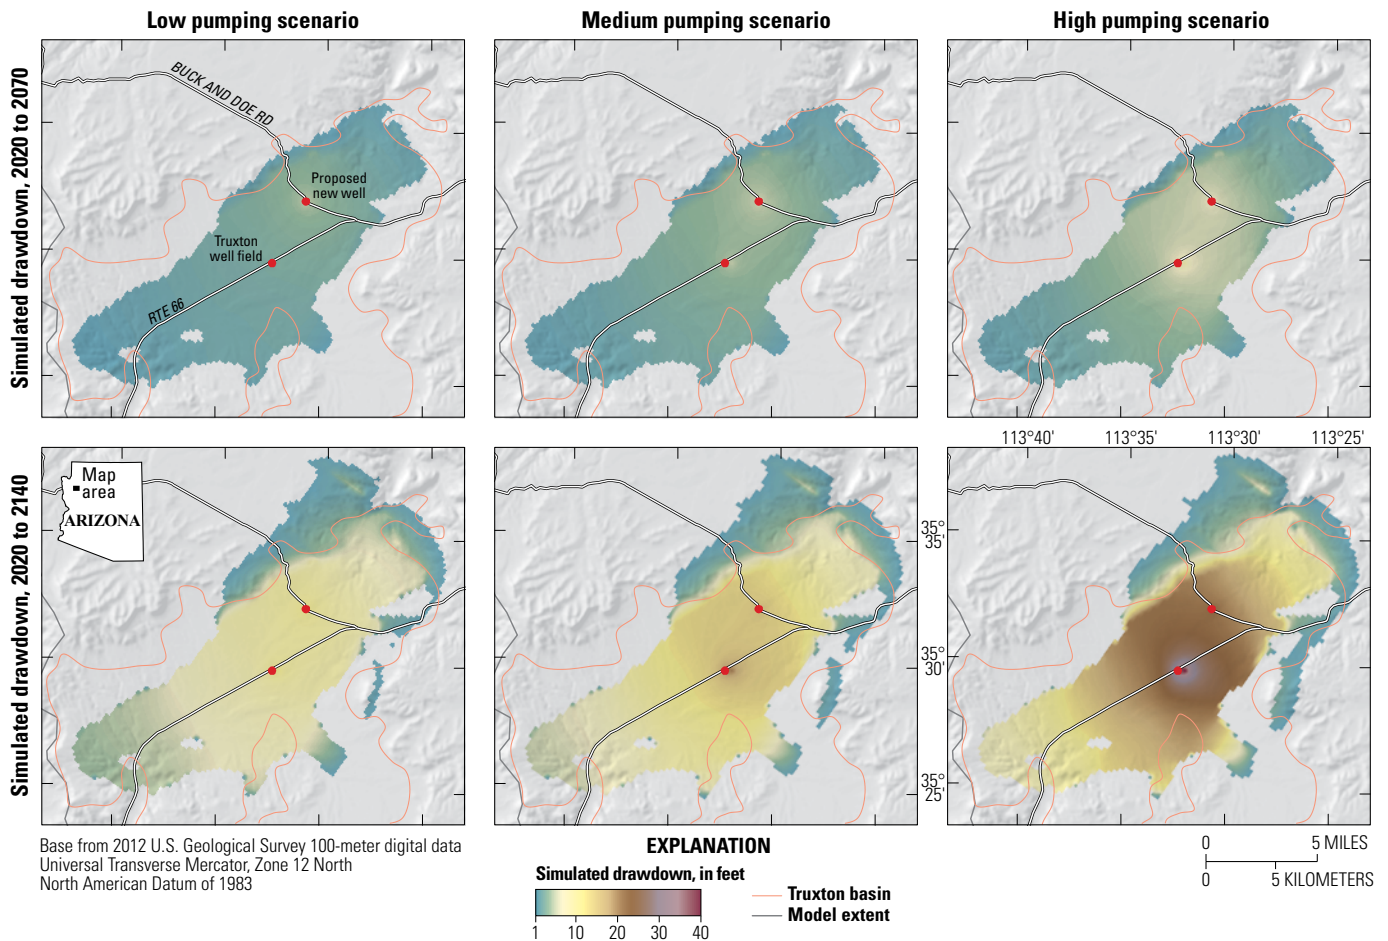 Low pumping scenario
Medium pumping scenario
High pumping scenario
Simulated drawdown, 2020 to 2070
BUCK AND DOE RD
Proposed
new well
Truxton
well field
RTE 66
113°40'
113°35'
113°30'
113°25'
Simulated drawdown, 2020 to 2140
Map
area
ARIZONA
35°
35'
35°
30'
35°
25'
Base from 2012 U.S. Geological Survey 100-meter digital data
Universal Transverse Mercator, Zone 12 North
North American Datum of 1983
EXPLANATION
Simulated drawdown, in feet
1 10 20 30 40
Truxton basin
Model extent
0 5 MILES
0 5 KILOMETERS